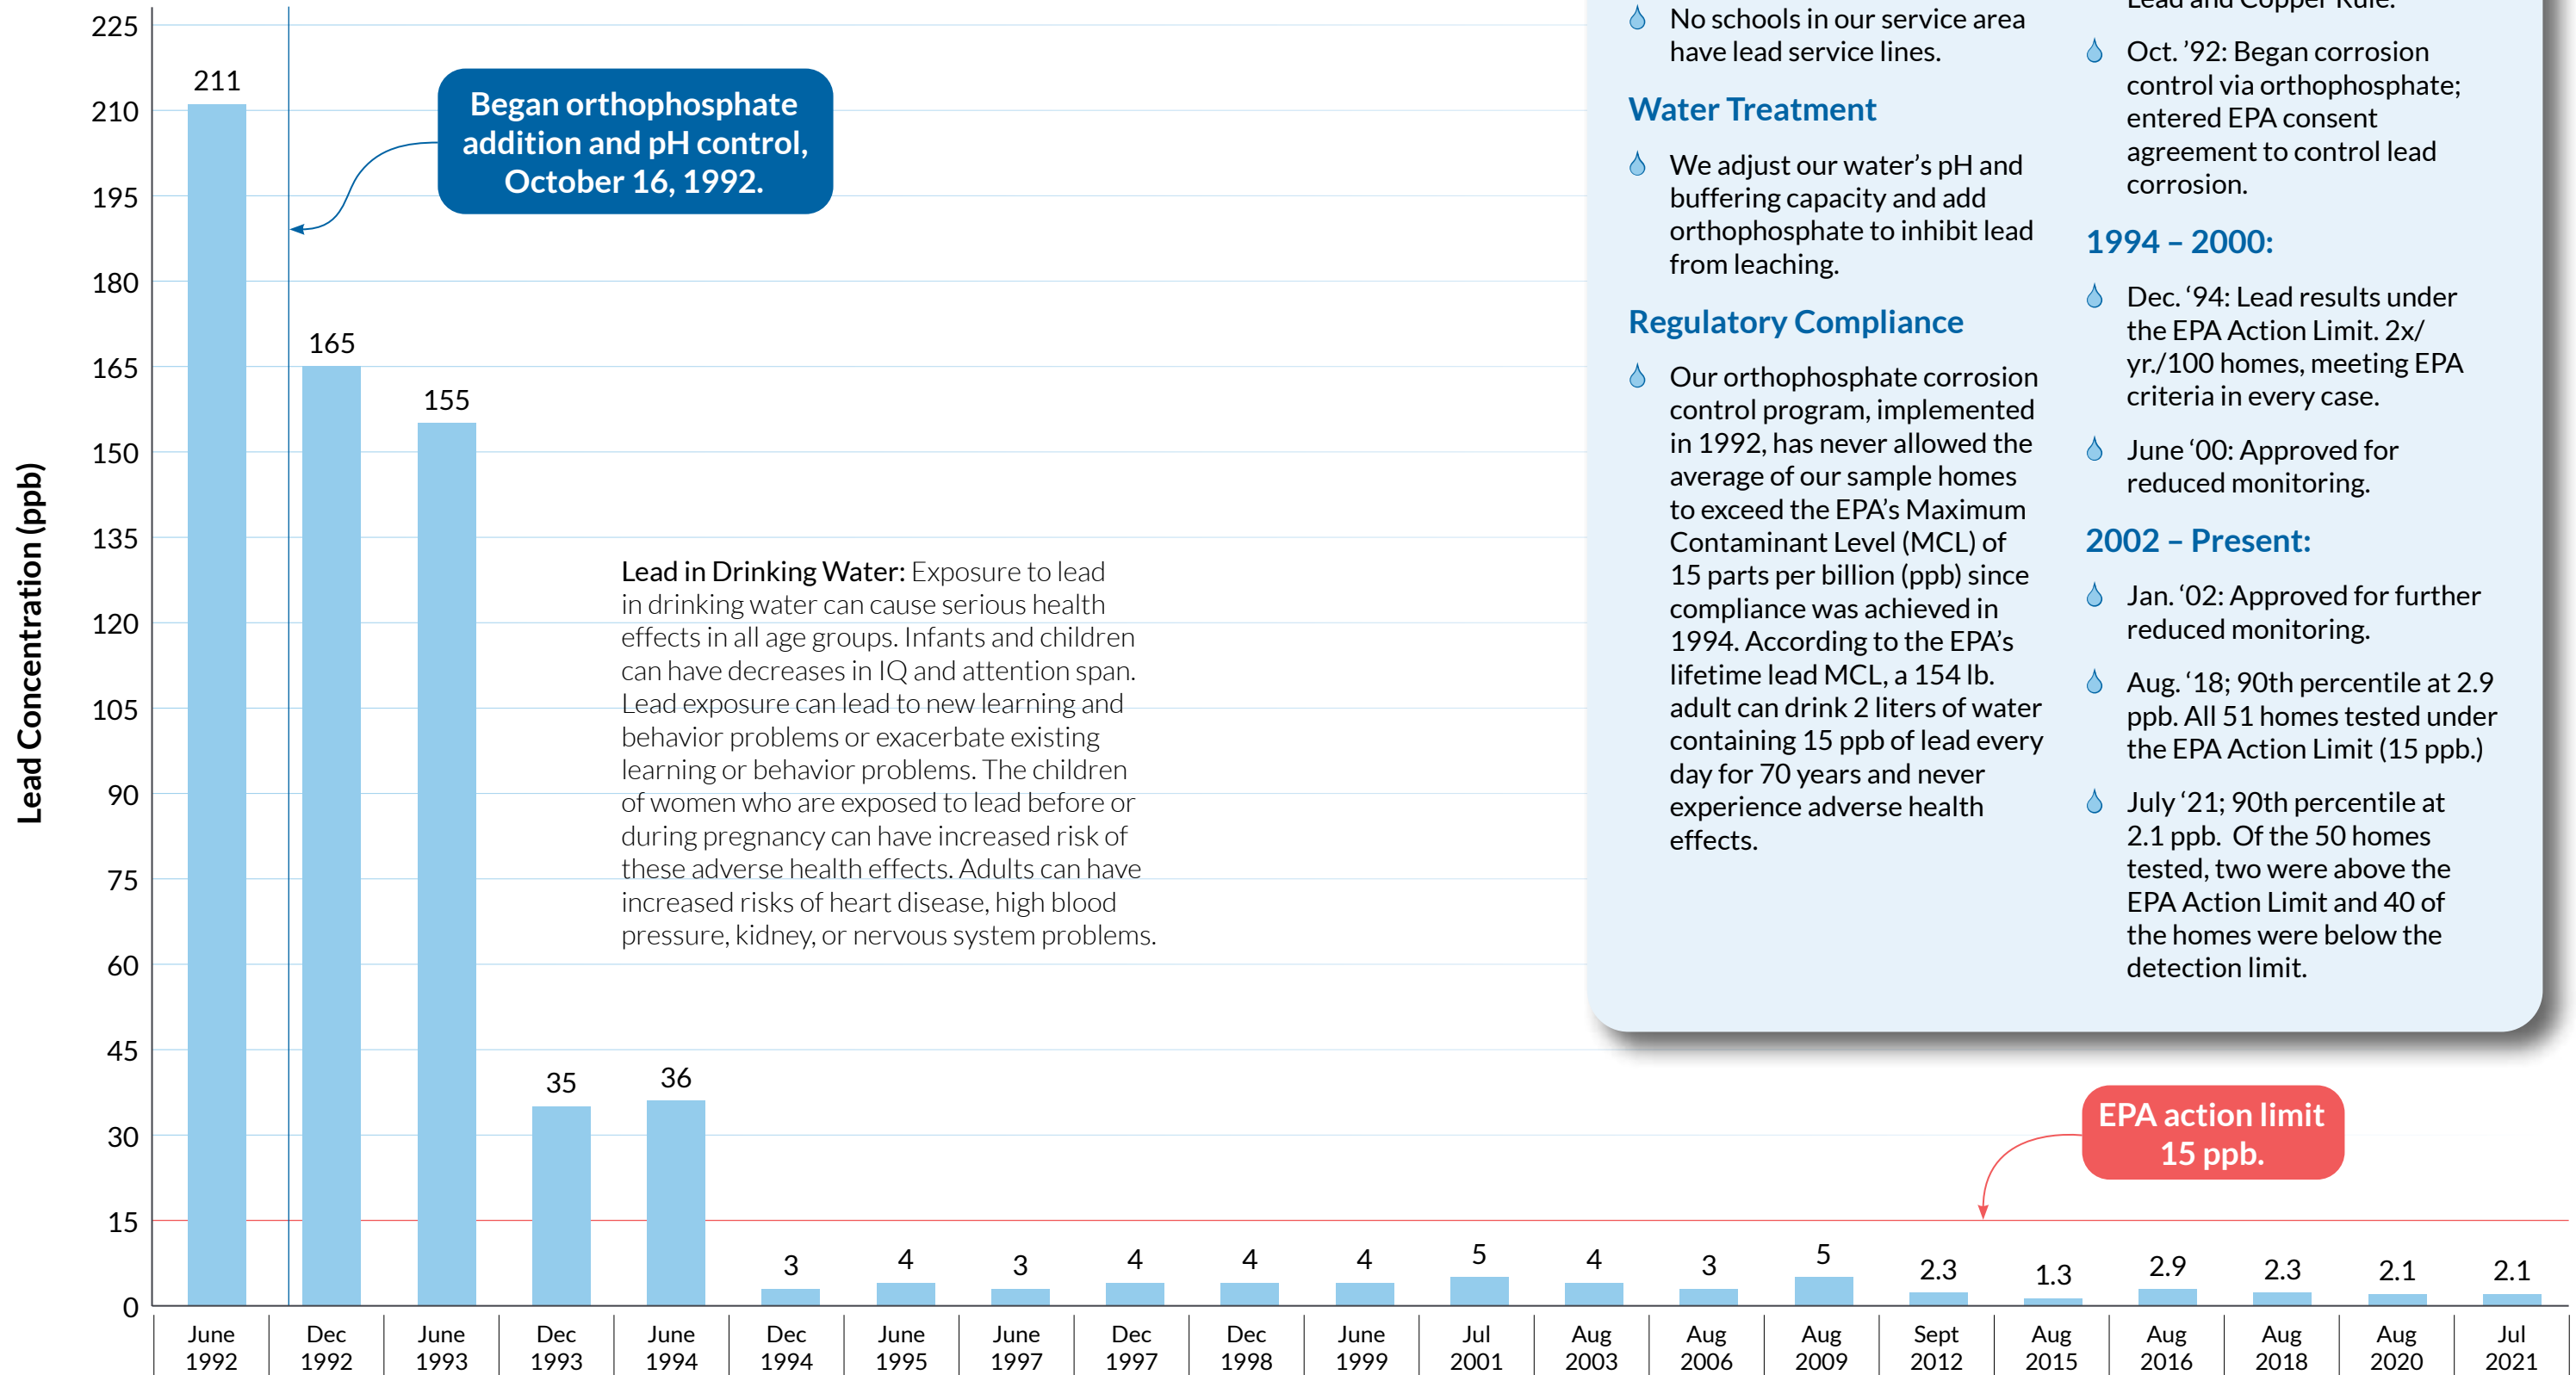 Lead Concentration (ppb)
225
210
195
180
165
150
135
120
105
90
75
60
45
30
15
0
211
165
155
35
36
3
4
3
4
4
4
5
4
3
5
2.3
1.3
2.9
2.3
2.1
2.1
June
1992
Dec
1992
June
1993
Dec
1993
June
1994
Dec
1994
June
1995
June
1997
Dec
1997
Dec
1998
June
1999
Jul
2001
Aug
2003
Aug
2006
Aug
2009
Sept
2012
Aug
2015
Aug
2016
Aug
2018
Aug
2020
Jul
2021
Began orthophosphate
addition and pH control,
October 16, 1992.
Lead in Drinking Water: Exposure to lead
in drinking water can cause serious health
effects in all age groups. Infants and children
can have decreases in IQ and attention span.
Lead exposure can lead to new learning and
behavior problems or exacerbate existing
learning or behavior problems. The children
of women who are exposed to lead before or
during pregnancy can have increased risk of
these adverse health effects. Adults can have
increased risks of heart disease, high blood
pressure, kidney, or nervous system problems.
No schools in our service area
have lead service lines.
Water Treatment
We adjust our water’s pH and
buffering capacity and add
orthophosphate to inhibit lead
from leaching.
Regulatory Compliance
Our orthophosphate corrosion
control program, implemented
in 1992, has never allowed the
average of our sample homes
to exceed the EPA’s Maximum
Contaminant Level (MCL) of
15 parts per billion (ppb) since
compliance was achieved in
1994. According to the EPA’s
lifetime lead MCL, a 154 lb.
adult can drink 2 liters of water
containing 15 ppb of lead every
day for 70 years and never
experience adverse health
effects.
Lead and Copper Rule.
Oct. ’92: Began corrosion
control via orthophosphate;
entered EPA consent
agreement to control lead
corrosion.
1994 – 2000:
Dec. ‘94: Lead results under
the EPA Action Limit. 2x/
yr./100 homes, meeting EPA
criteria in every case.
June ‘00: Approved for
reduced monitoring.
2002 – Present:
Jan. ‘02: Approved for further
reduced monitoring.
Aug. ‘18; 90th percentile at 2.9
ppb. All 51 homes tested under
the EPA Action Limit (15 ppb.)
July ‘21; 90th percentile at
2.1 ppb. Of the 50 homes
tested, two were above the
EPA Action Limit and 40 of
the homes were below the
detection limit.
EPA action limit
15 ppb.